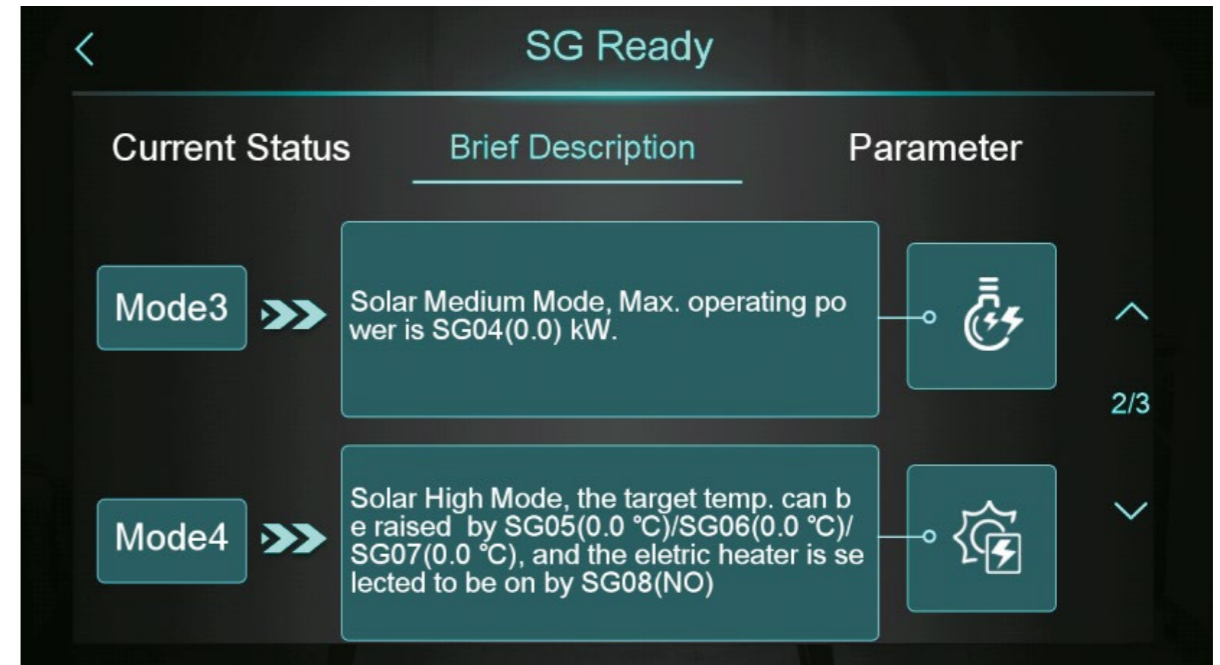 SG Ready
Current Status
Brief Description
Parameter
Mode3
Solar Medium Mode, Max. operating po
wer is SG04(0.0) kW.
2/3
Mode4
Solar High Mode, the target temp. can b
e raised  by SG05(0.0 ℃)/SG06(0.0 ℃)/
SG07(0.0 ℃), and the eletric heater is se
lected to be on by SG08(NO)